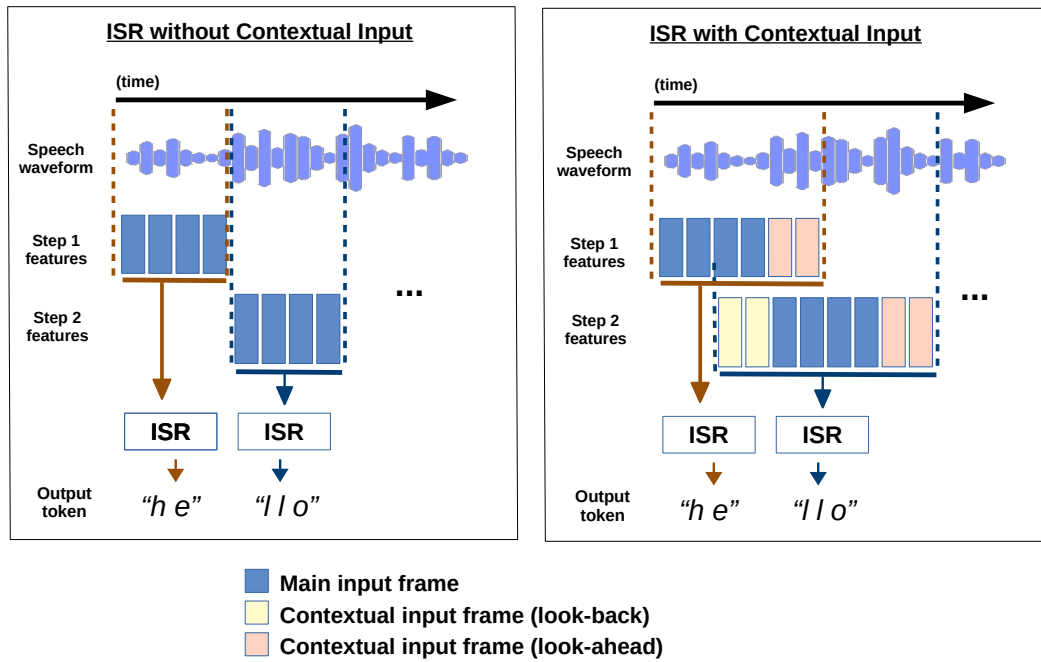 ISR without Contextual Input
(time)
Speech
waveform
Step 1
features
Step 2
features
...
ISR
ISR
Output
token
“h e”
“l l o”
ISR with Contextual Input
(time)
Speech
waveform
Step 1
features
Step 2
features
...
ISR
ISR
Output
token
“h e”
“l l o”
Main input frame
Contextual input frame (look-back)
Contextual input frame (look-ahead)